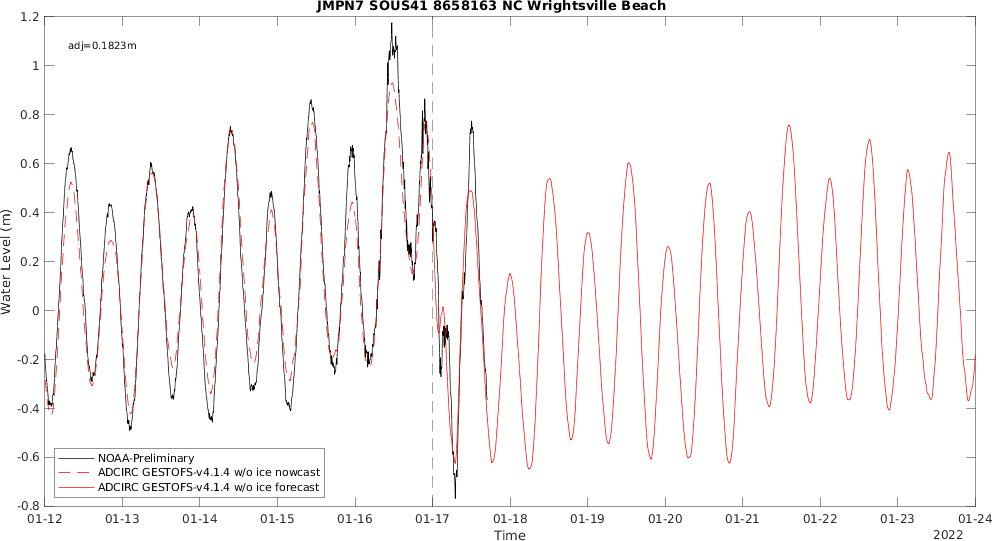 JMPN7 SOUS41 8658163 NC Wrightsville Beach
adj=0.1823m
1.2
1
0.8
0.6
0.4
0.2
0
-0.2
-0.4
-0.6
-0.8
Water Level (m)
NOAA-Preliminary
ADCIRC GESTOFS-v4.1.4 w/o ice nowcast
ADCIRC GESTOFS-v4.1.4 w/o ice forecast
01-12 01-13 01-14 01-15 01-16 01-17 01-18 01-19 01-20 01-21 01-22 01-23 01-24
Time
2022